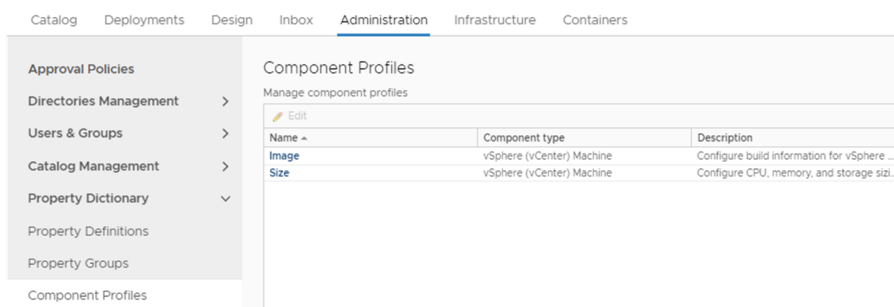 Catalog Deployments Design Inbox Administration Infrastructure Containers
Approval Policies
Directories Management
Users & Groups
Catalog Management
Property Dictionary
Property Definitions
Property Groups
Component Profiles
Component Profiles
Manage component profiles
Edit
Name Component type Description
Image vSphere (vCenter) Machine Configure build information for vSphere ...
Size vSphere (vCenter) Machine Configure CPU, memory, and storage sizi...